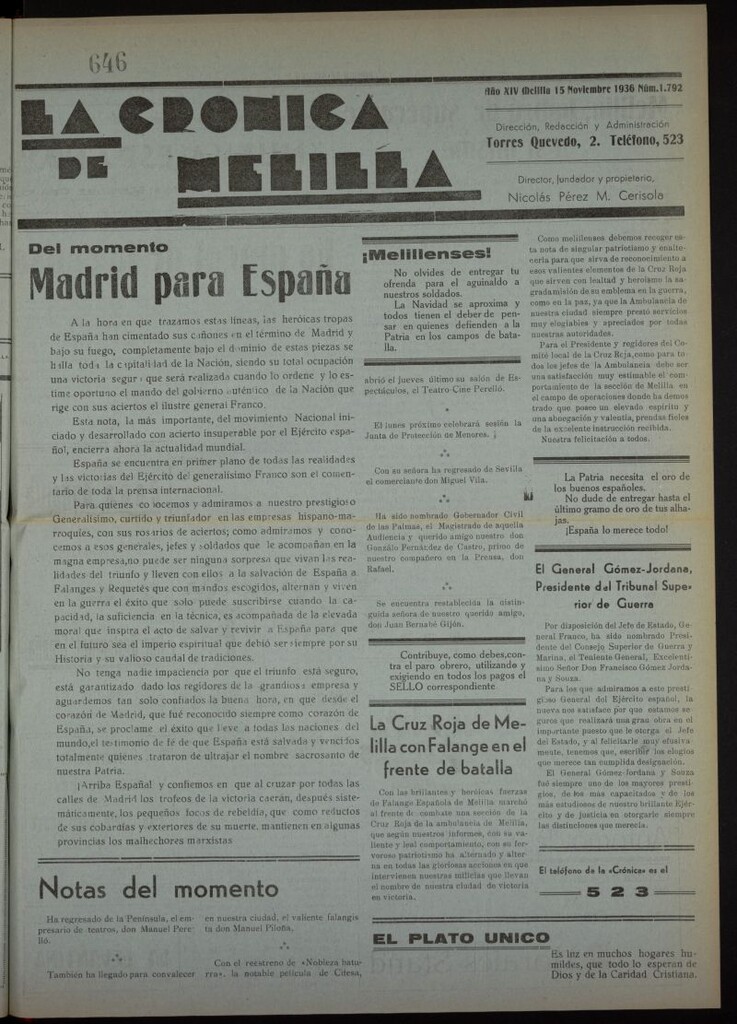 646
LA CRONICA
DE MELILLA
Año XIV Melilla 15 Noviembre 1936 Núm. 1.792
Dirección, Redacción y Administración
Torres Quevedo, 2. Teléfono, 523
Director, fundador y propietario,
Nicolás Pérez M. Cerisola
Del momento
Madrid para España
A la hora en que trazamos estas líneas, las heróicas tropas
de España han cimentado sus cañones en el término de Madrid y
bajo su fuego, completamente bajo el dominio de estas piezas se
halla toda la capitalidad de la Nación, siendo su total ocupación
una victoria segura que será realizada cuando lo ordene y lo es-
time oportuno el mando del gobierno auténtico de la Nación que
rige con sus aciertos el ilustre general Franco.
Esta nota, la más importante, del movimiento Nacional ini-
ciado y desarrollado con acierto insuperable por el Ejército espa-
ñol, encierra ahora la actualidad mundial.
España se encuentra en primer plano de todas las realidades
y las victorias del Ejército del generalísimo Franco son el comen-
tario de toda la prensa internacional.
Para quienes conocemos y admiramos a nuestro prestigioso
Generalísimo, curtido y triunfador en las empresas hispano-ma-
rroquíes, con sus rosarios de aciertos; como admiramos y cono-
cemos a esos generales, jefes y soldados que le acompañan en la
magna empresa, no puede ser ninguna sorpresa que vivan las rea-
lidades del triunfo y lleven con ellos a la salvación de España a
Falanges y Requetés que con mandos escogidos, alternan y viven
en la guerra el éxito que solo puede suscribirse cuando la ca-
pacidad, la suficiencia en la técnica, es acompañada de la elevada
moral que inspira el acto de salvar y revivir a España para que
en el futuro sea el imperio espiritual que debió ser siempre por su
Historia y su valioso caudal de tradiciones.
No tenga nadie impaciencia por que el triunfo está seguro,
está garantizado dado los regidores de la grandiosa empresa y
aguardemos tan solo confiados la buena hora, en que desde el
corazón de Madrid, que fué reconocido siempre como corazón de
España, se proclame el éxito que lleve a todas las naciones del
mundo, el testimonio de fé de que España está salvada y vencidos
totalmente quienes trataron de ultrajar el nombre sacrosanto de
nuestra Patria.
¡Arriba España! y confiemos en que al cruzar por todas las
calles de Madrid los trofeos de la victoria caerán, después siste-
máticamente, los pequeños focos de rebeldía, que como reductos
de sus cobardías y exteriores de su muerte, mantienen en algunas
provincias los malhechores marxistas
Notas del momento
Ha regresado de la Península, el em-
presario de teatros, don Manuel Pere-
lló.
También ha llegado para convalecer
en nuestra ciudad, el valiente falangis
ta don Manuel Piloña.
Con el reestreno de «Nobleza batu-
rra», la notable película de Cifesa,
¡Melillenses!
No olvides de entregar tu
ofrenda para el aguinaldo a
nuestros soldados.
La Navidad se aproxima y
todos tienen el deber de pen-
sar en quienes defienden a la
Patria en los campos de bata-
lla.
abrió el jueves último su salón de Es-
pectáculos, el Teatro-Cine Perelló.
El lunes próximo celebrará sesión la
Junta de Protección de Menores.
Con su señora ha regresado de Sevilla
el comerciante don Miguel Vila.
Ha sido nombrado Gobernador Civil
de las Palmas, el Magistrado de aquella
Audiencia y querido amigo nuestro don
Gonzálo Fernández de Castro, primo de
nuestro compañero en la Prensa, don
Rafael.
Se encuentra restablecida la distin-
guida señora de nuestro querido amigo,
don Juan Bernabé Gijón.
Contribuye, como debes, con-
tra el paro obrero, utilizando y
exigiendo en todos los pagos el
SELLO correspondiente
La Cruz Roja de Me-
lilla con Falange en el
frente de batalla
Con las brillantes y heróicas fuerzas
de Falange Española de Melilla marchó
al frente de combate una sección de la
Cruz Roja de la ambulancia de Melilla,
que según nuestros informes, con su va-
liente y leal comportamiento, con su fer-
voroso patriotismo ha alternado y alter-
na en todas las gloriosas acciones en que
intervienen nuestras milicias que llevan
el nombre de nuestra ciudad de victoria
en victoria.
Como melillenses debemos recoger es-
ta nota de singular patriotismo y enalte-
cerla para que sirva de reconocimiento a
esos valientes elementos de la Cruz Roja
que sirven con lealtad y heroísmo la sa-
gradamisión de su emblema en la guerra,
como en la paz, ya que la Ambulancia de
nuestra ciudad siempre prestó servicios
muy elogiables y apreciados por todas
nuestras autoridades.
Para el Presidente y regidores del Co-
mité local de la Cruz Roja, como para to-
dos los jefes de la Ambulancia debe ser
una satisfacción muy estimable el com-
portamiento de la sección de Melilla en
el campo de operaciones donde ha demos
trado que posee un elevado espíritu y
una abnegación y valentía, prendas fieles
de la excelente instrucción recibida.
Nuestra felicitación a todos.
La Patria necesita el oro de
los buenos españoles.
No dude de entregar hasta el
último gramo de oro de tus alha-
jas.
¡España lo merece todo!
El General Gómez-Jordana,
Presidente del Tribunal Supe-
rior de Guerra
Por disposición del Jefe de Estado, Ge-
neral Franco, ha sido nombrado Presi-
dente del Consejo Superior de Guerra y
Marina, el Teniente General, Excelentí-
simo Señor Don Francisco Gómez Jorda-
na y Souza.
Para los que admiramos a este presti-
gioso General del Ejército español, la
nueva nos satisface por que estamos se-
guros que realizará una gran obra en el
importante puesto que le otorga el Jefe
del Estado, y al felicitarle muy efusiva-
mente, tenemos que, escribir los elogios
que merece tan cumplida designación.
El General Gómez-Jordana y Souza
fué siempre uno de los mayores presti-
gios, de los más capacitados y de los
más estudiosos de nuestro brillante Ejér-
cito y de justicia en otorgarle siempre
las distinciones que merecía.
El teléfono de la «Crónica» es el
5 2 3
EL PLATO UNICO
Es luz en muchos hogares hu-
mildes, que todo lo esperan de
Dios y de la Caridad Cristiana.